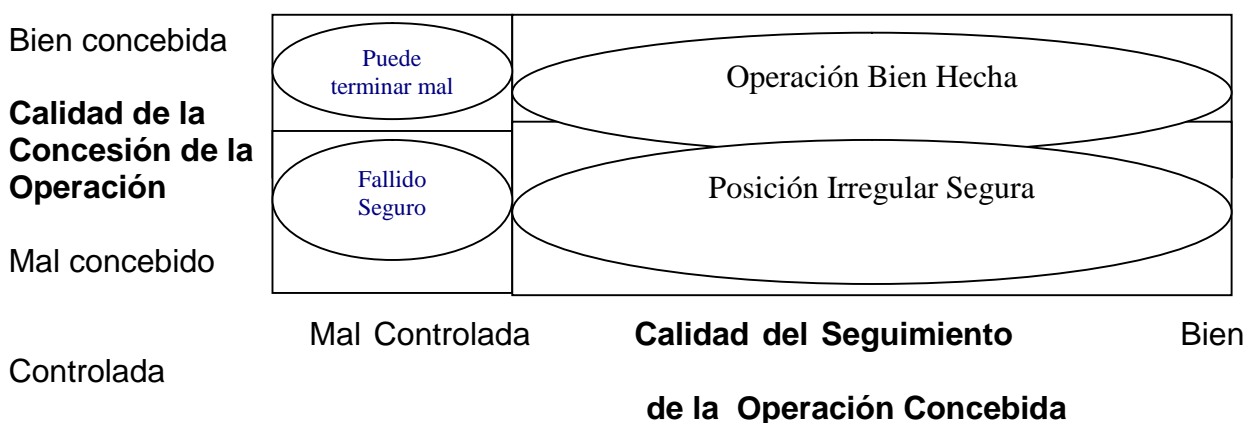 Bien concebida
Puede
terminar mal
Operación Bien Hecha
Calidad de la
Concesión de la
Operación
Fallido
Seguro
Posición Irregular Segura
Mal concebido
Mal Controlada Calidad del Seguimiento Bien
Controlada
de la Operación Concebida